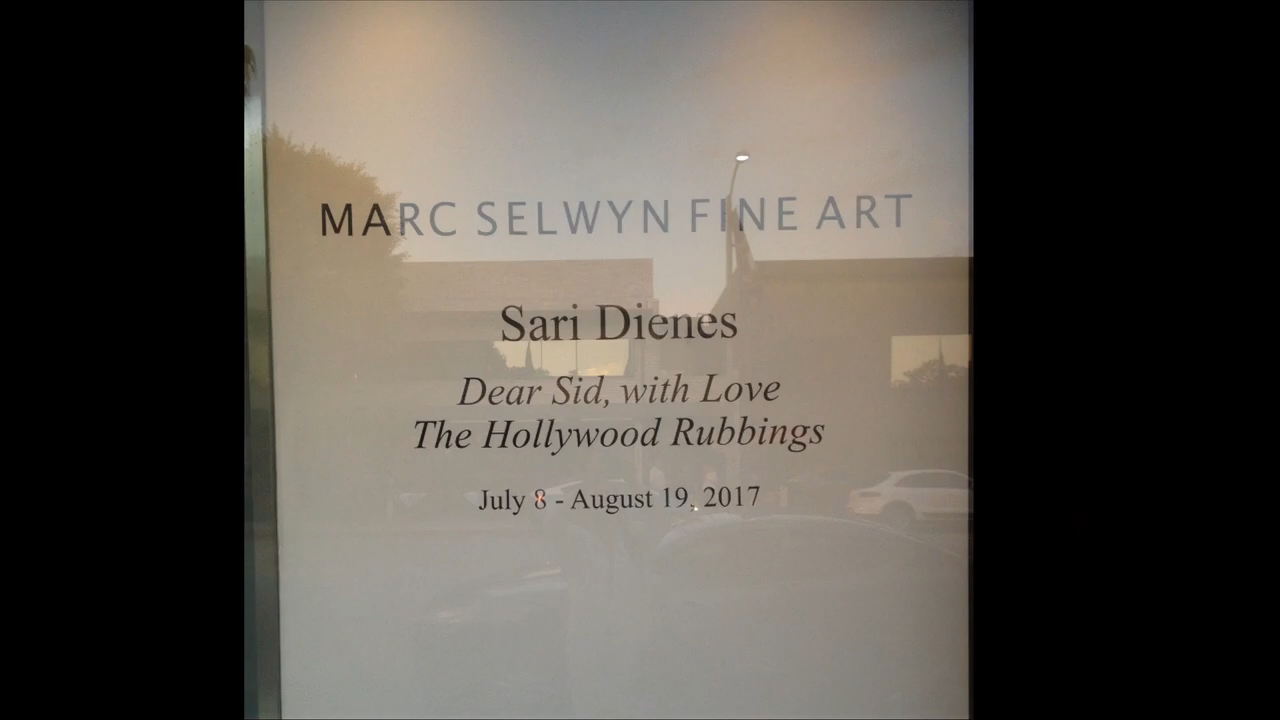 MARC SELWYN FINE ART
Sari Dienes
Dear Sid, with Love
The Hollywood Rubbings
July 8 - August 19, 2017